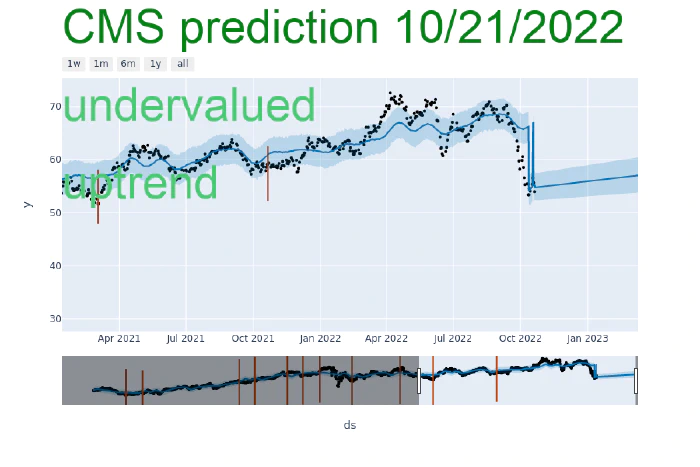 CMS prediction 10/21/2022
1w 1m 6m 1y all
undervalued
70
60
uptrend
50
y
40
30
Apr 2021 Jul 2021 Oct 2021 Jan 2022 Apr 2022 Jul 2022 Oct 2022 Jan 2023
ds